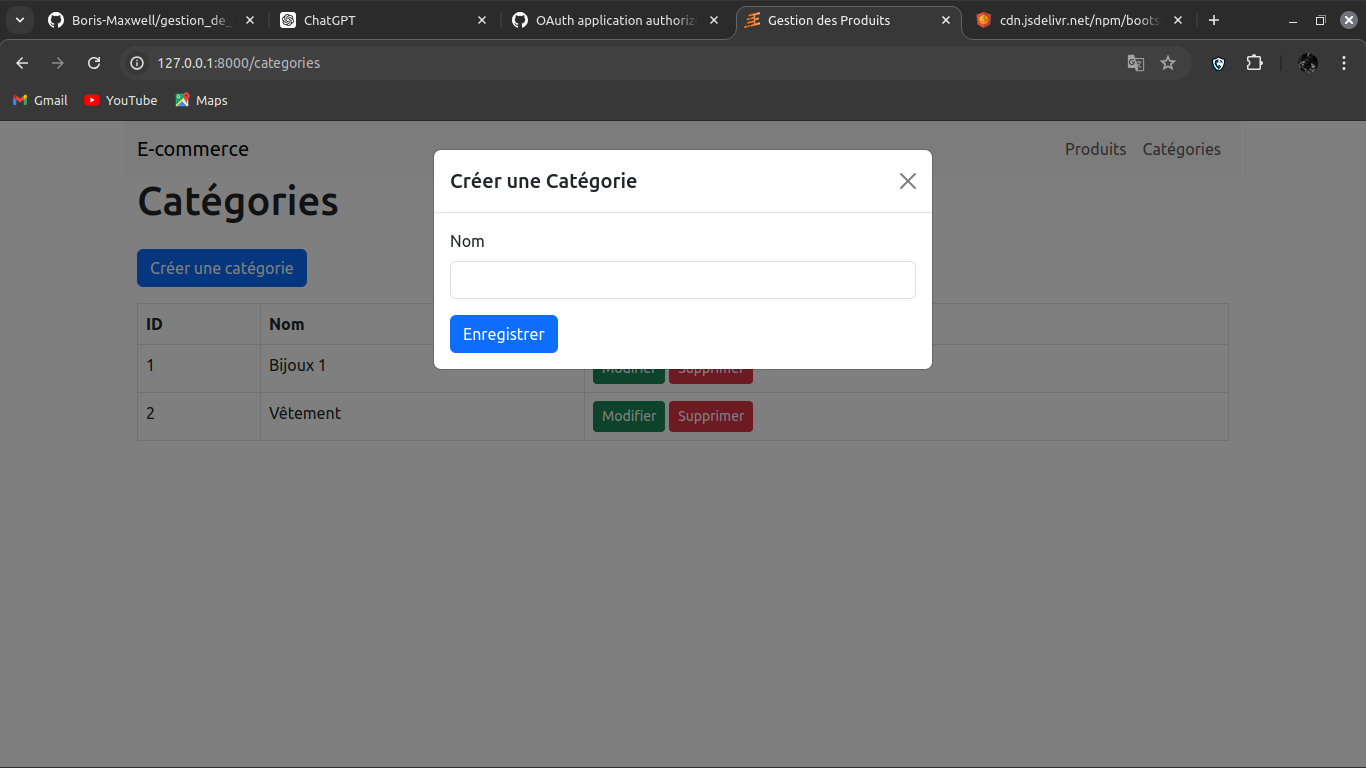 Boris-Maxwell/gestion_de_
ChatGPT
OAuth application authoriz
Gestion des Produits
cdn.jsdelivr.net/npm/boots
127.0.0.1:8000/categories
Gmail
YouTube
Maps
E-commerce
Produits
Catégories
Catégories
Créer une Catégorie
Nom
Créer une catégorie
Enregistrer
ID
Nom
1
Bijoux 1
Modifier
Supprimer
2
Vêtement
Modifier
Supprimer